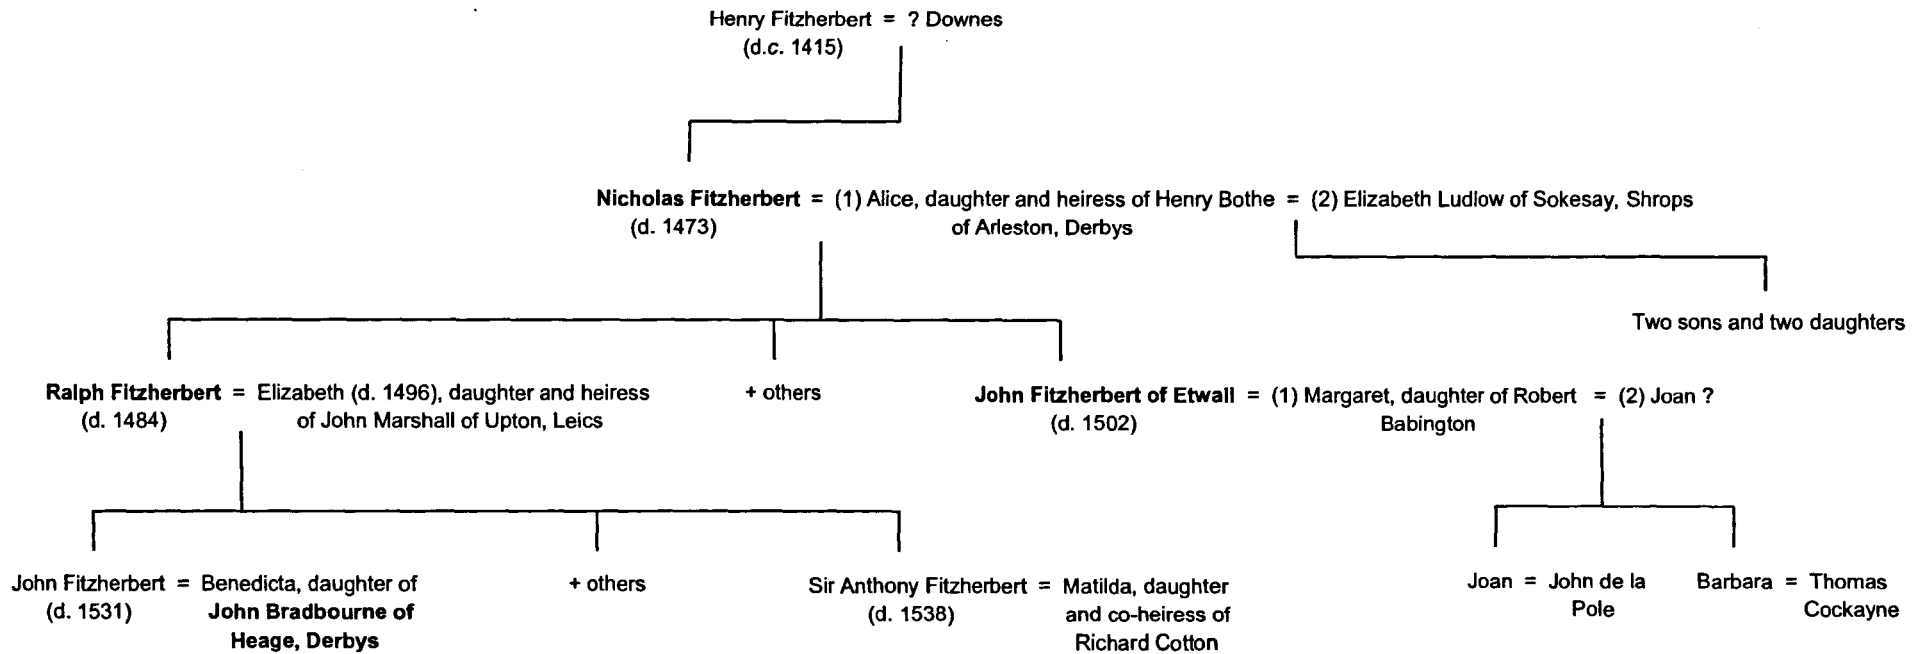 Henry Fitzherbert = ? Downes
(d.c. 1415)
Nicholas Fitzherbert = (1) Alice, daughter and heiress of Henry Bothe = (2) Elizabeth Ludlow of Sokesay, Shrops
(d. 1473) of Arleston, Derbys
Two sons and two daughters
Ralph Fitzherbert = Elizabeth (d. 1496), daughter and heiress + others John Fitzherbert of Etwall = (1) Margaret, daughter of Robert = (2) Joan ?
(d. 1484) of John Marshall of Upton, Leics (d. 1502) Babington
John Fitzherbert = Benedicta, daughter of + others Sir Anthony Fitzherbert = Matilda, daughter Joan = John de la Barbara = Thomas
(d. 1531) John Bradbourne of (d. 1538) and co-heiress of Pole Cockayne
Heage, Derbys Richard Cotton